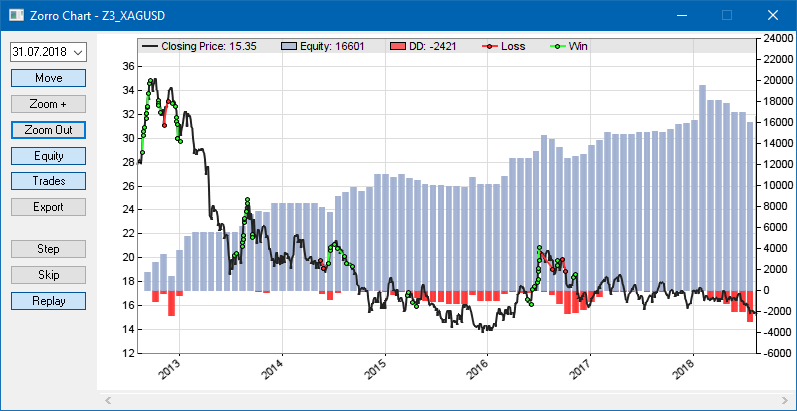 Zorro Chart - Z3_XAGUSD
31.07.2018
Move
Zoom +
Zoom Out
Equity
Trades
Export
Step
Skip
Replay
Closing Price: 15.35 Equity: 16601 DD: -2421 Loss Win
36
34
32
30
28
26
24
22
20
18
16
14
12
24000
22000
20000
18000
16000
14000
12000
10000
8000
6000
4000
2000
0
-2000
-4000
-6000
2013 2014 2015 2016 2017 2018